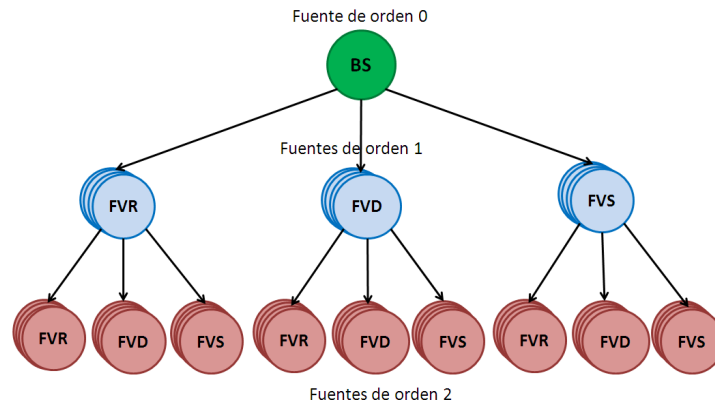 Fuente de orden 0
BS
Fuentes de orden 1
FVR
FVD
FVS
FVR
FVD
FVS
FVR
FVD
FVS
FVR
FVD
FVS
Fuentes de orden 2